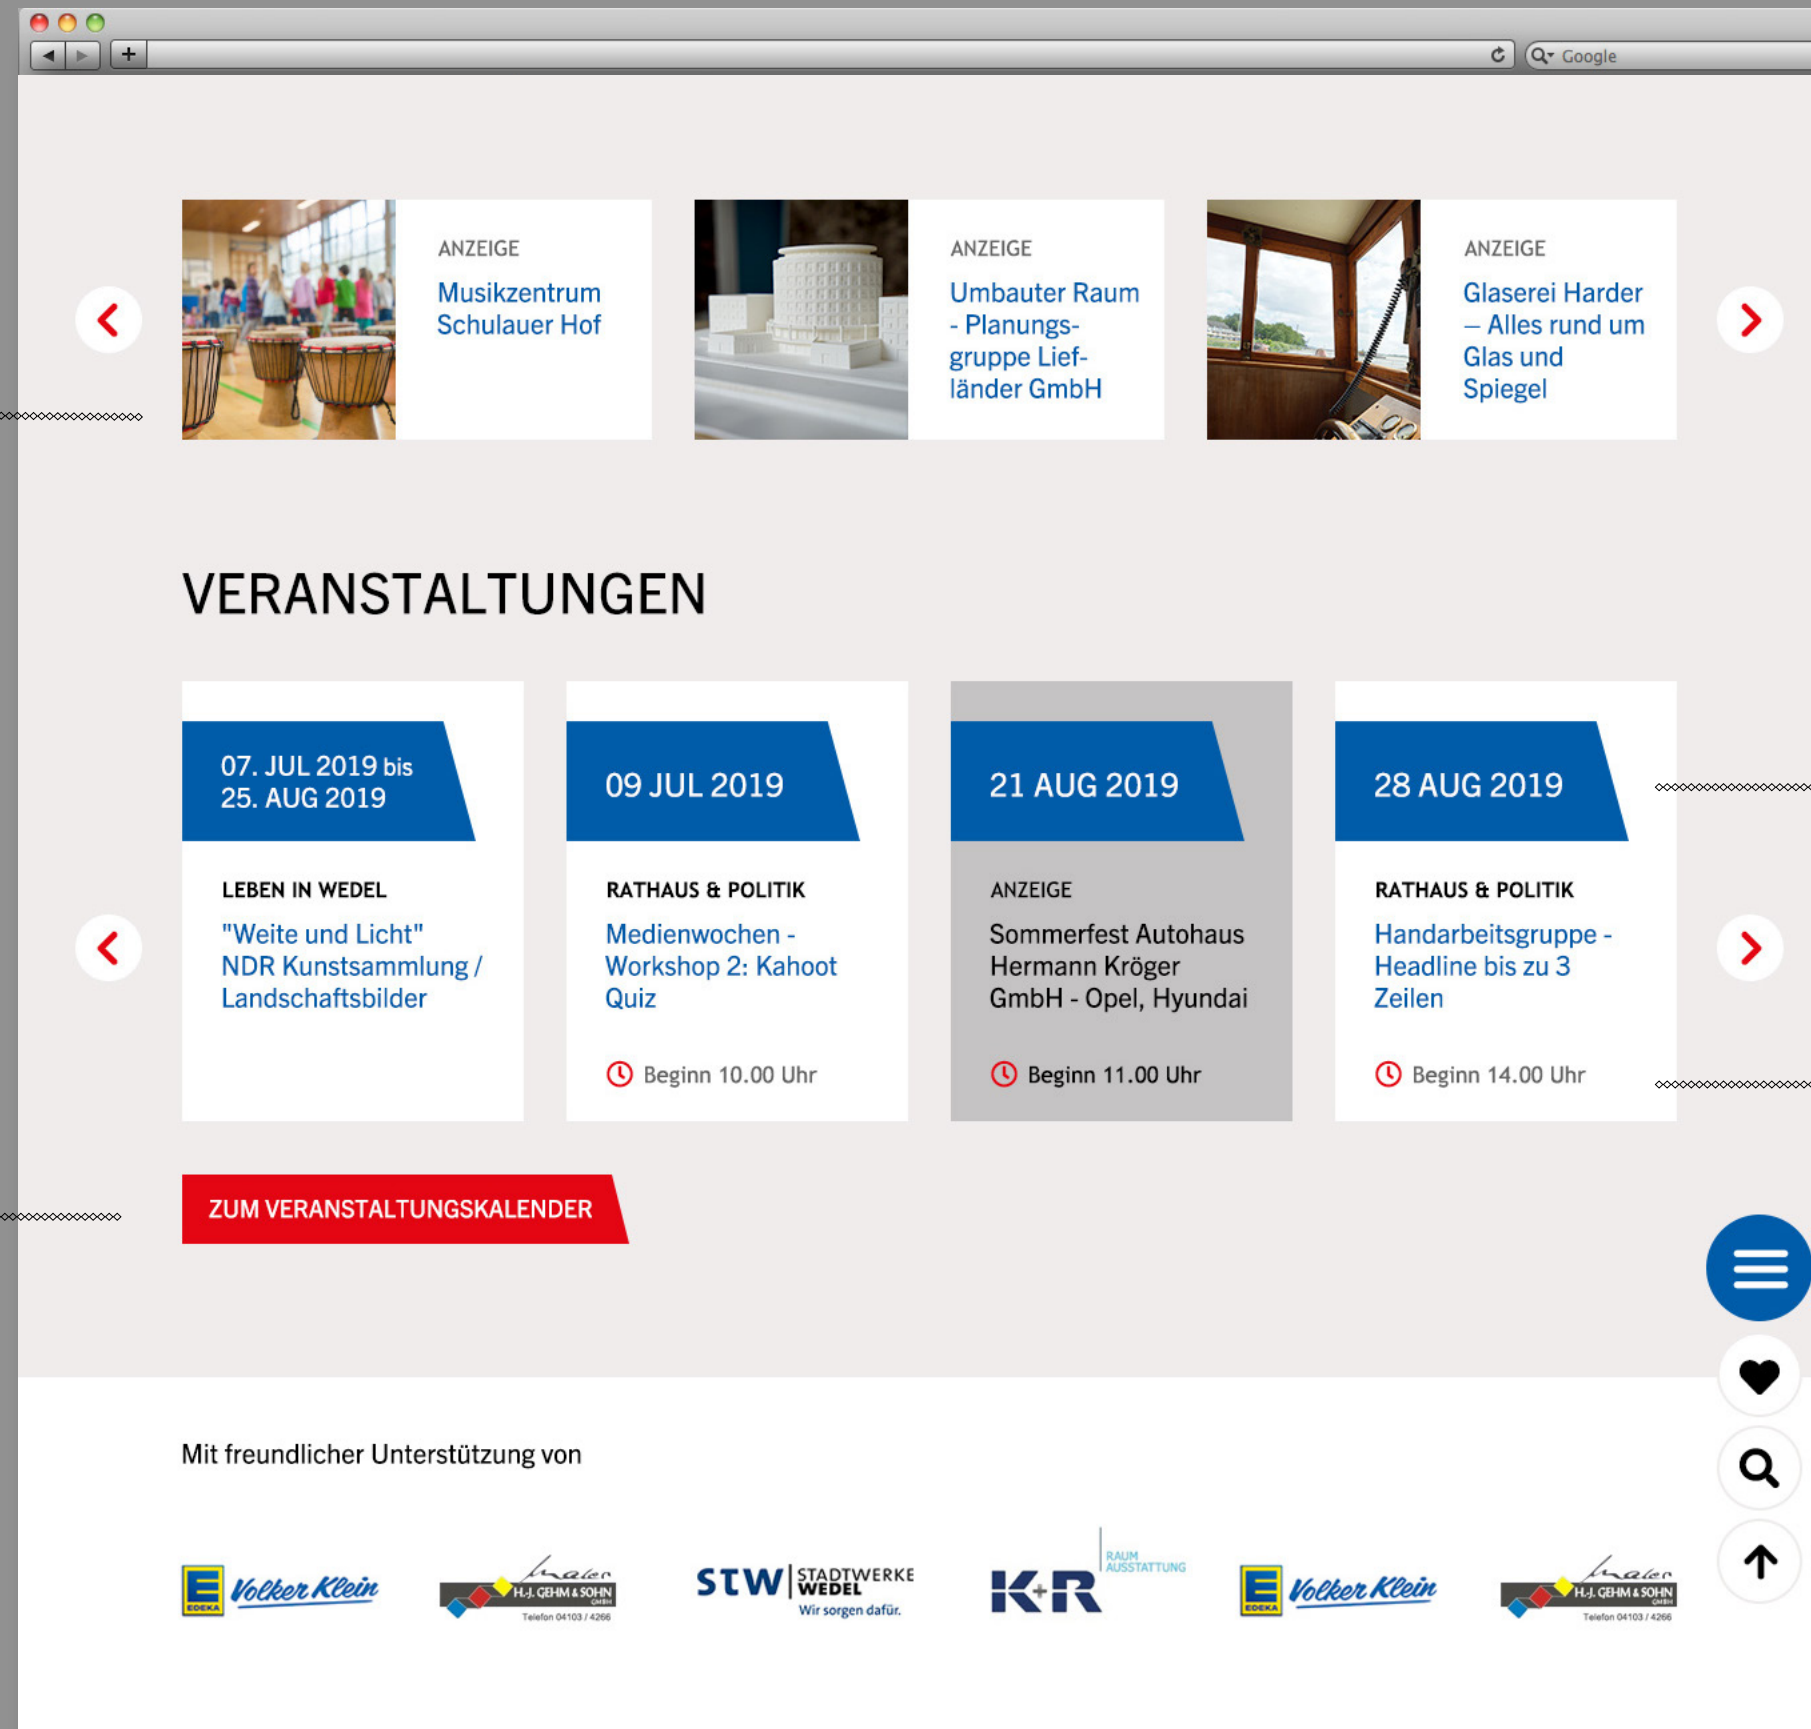 Google
ANZEIGE
Musikzentrum
Schulauer Hof
ANZEIGE
Umbauter Raum
- Planungs-
gruppe Lief-
länder GmbH
ANZEIGE
Glaserei Harder
– Alles rund um
Glas und
Spiegel
VERANSTALTUNGEN
07. JUL 2019 bis
25. AUG 2019
LEBEN IN WEDEL
"Weite und Licht"
NDR Kunstsammlung /
Landschaftsbilder
09 JUL 2019
RATHAUS & POLITIK
Medienwochen -
Workshop 2: Kahoot
Quiz
Beginn 10.00 Uhr
21 AUG 2019
ANZEIGE
Sommerfest Autohaus
Hermann Kröger
GmbH - Opel, Hyundai
Beginn 11.00 Uhr
28 AUG 2019
RATHAUS & POLITIK
Handarbeitsgruppe -
Headline bis zu 3
Zeilen
Beginn 14.00 Uhr
ZUM VERANSTALTUNGSKALENDER
Mit freundlicher Unterstützung von
E
EDEKA
Volker Klein
Maler
H.-J. GEHM & SOHN
GMBH
Telefon 04103 / 4266
STW
STADTWERKE
WEDEL
Wir sorgen dafür.
K+R
RAUM
AUSSTATTUNG
E
EDEKA
Volker Klein
Maler
H.-J. GEHM & SOHN
GMBH
Telefon 04103 / 4266